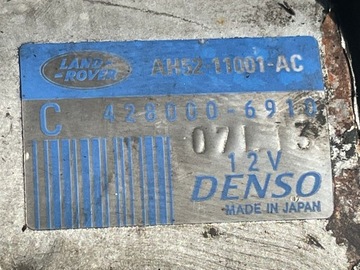 LAND-
ROVER
AH52-11001-AC
C 428000-6910
07L13
12V
DENSO
MADE IN JAPAN